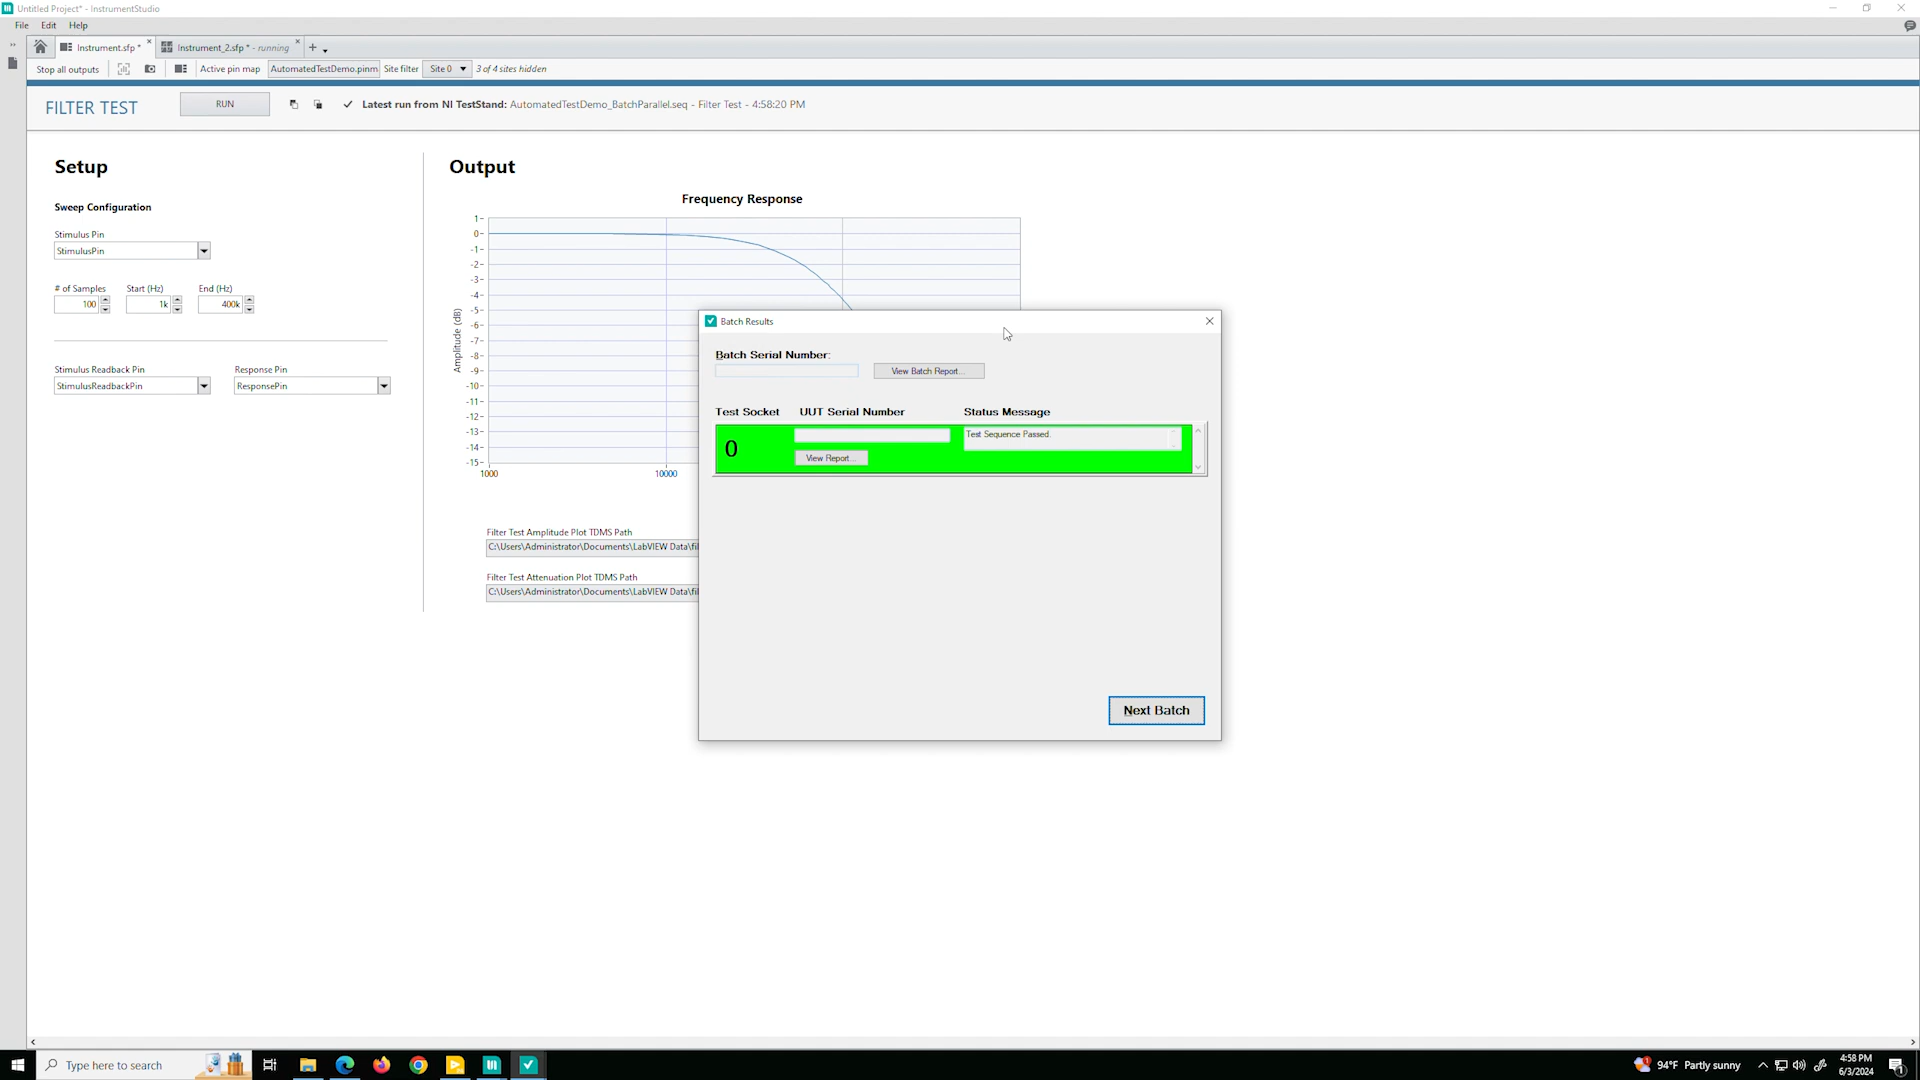 Untitled Project* - InstrumentStudio
File Edit Help
Instrument.sfp * Instrument_2.sfp * - running
Stop all outputs Active pin map AutomatedTestDemo.pinm Site filter Site 0 3 of 4 sites hidden
FILTER TEST RUN Latest run from NI TestStand: AutomatedTestDemo_BatchParallel.seq - Filter Test - 4:58:20 PM
Setup
Sweep Configuration
Stimulus Pin
StimulusPin
# of Samples Start (Hz) End (Hz)
100 1k 400k
Stimulus Readback Pin Response Pin
StimulusReadbackPin ResponsePin
Output
Frequency Response
Amplitude (dB)
1
0
-1
-2
-3
-4
-5
-6
-7
-8
-9
-10
-11
-12
-13
-14
-15
1000 10000
Filter Test Amplitude Plot TDMS Path
C:\Users\Administrator\Documents\LabVIEW Data\fil
Filter Test Attenuation Plot TDMS Path
C:\Users\Administrator\Documents\LabVIEW Data\fil
Batch Results
Batch Serial Number:
View Batch Report...
Test Socket UUT Serial Number Status Message
0 Test Sequence Passed.
View Report...
Next Batch
Type here to search
1 94°F Partly sunny
4:58 PM
6/3/2024
1